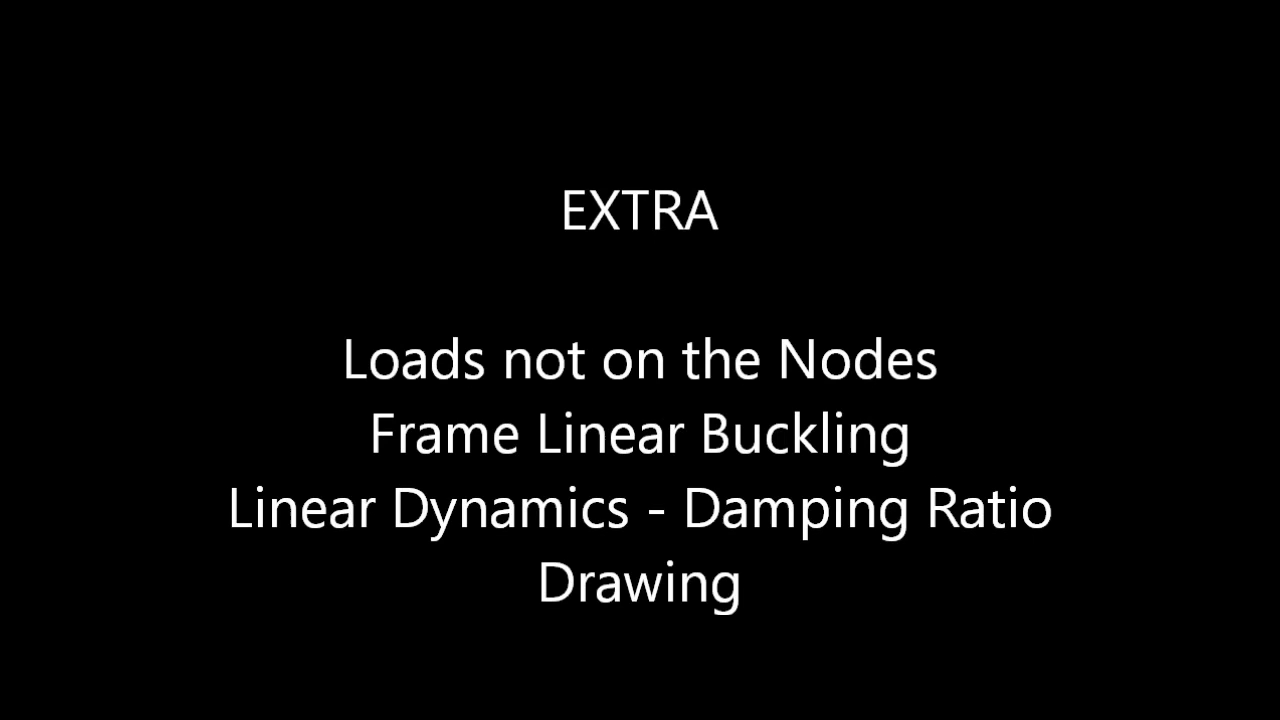 EXTRA
Loads not on the Nodes
Frame Linear Buckling
Linear Dynamics - Damping Ratio
Drawing